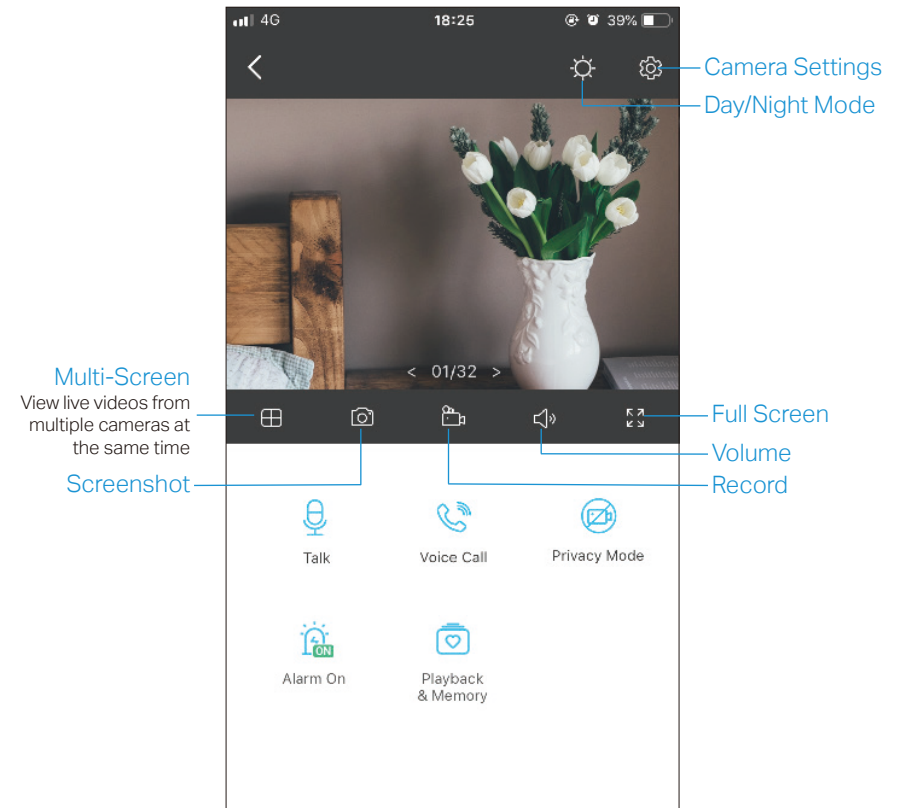 4G 18:25 39%
Camera Settings
Day/Night Mode
< 01/32 >
Multi-Screen
View live videos from
multiple cameras at
the same time
Full Screen
Volume
Screenshot
Record
Talk
Voice Call
Privacy Mode
ON
Alarm On
Playback
& Memory